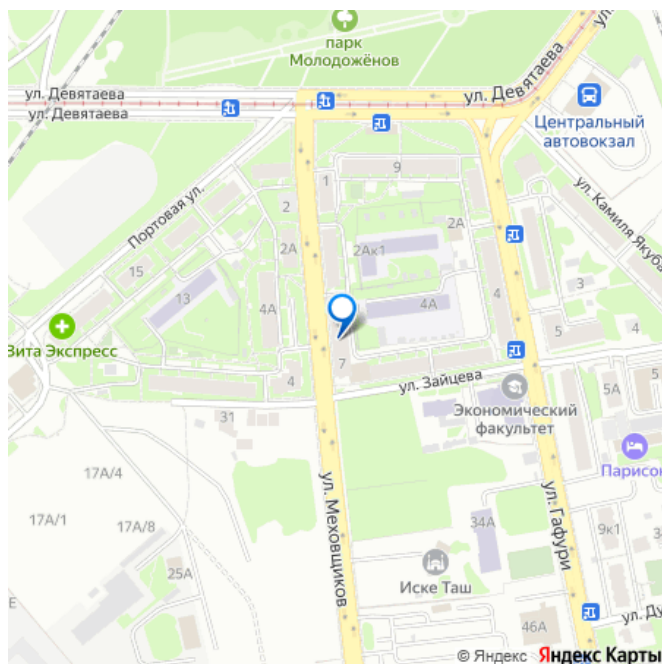 парк
Молодожёнов
ул. Девятаева
ул. Девятаева
ул. Девятаева
Центральный
автовокзал
9
1
2
2А
ул. Камиля Якуба
Портовая ул.
2А
2Ак1
15
13
4А
4А
4
3
5
4
Вита Экспресс
7
4
ул. Зайцева
5А
5
31
Экономический
факультет
Парисон
17А/4
17А/1
17А/8
ул. Меховщиков
ул. Гафури
34А
9к1
3
25А
Иске Таш
Е
46А
ул. Ду
© Яндекс Яндекс Карты